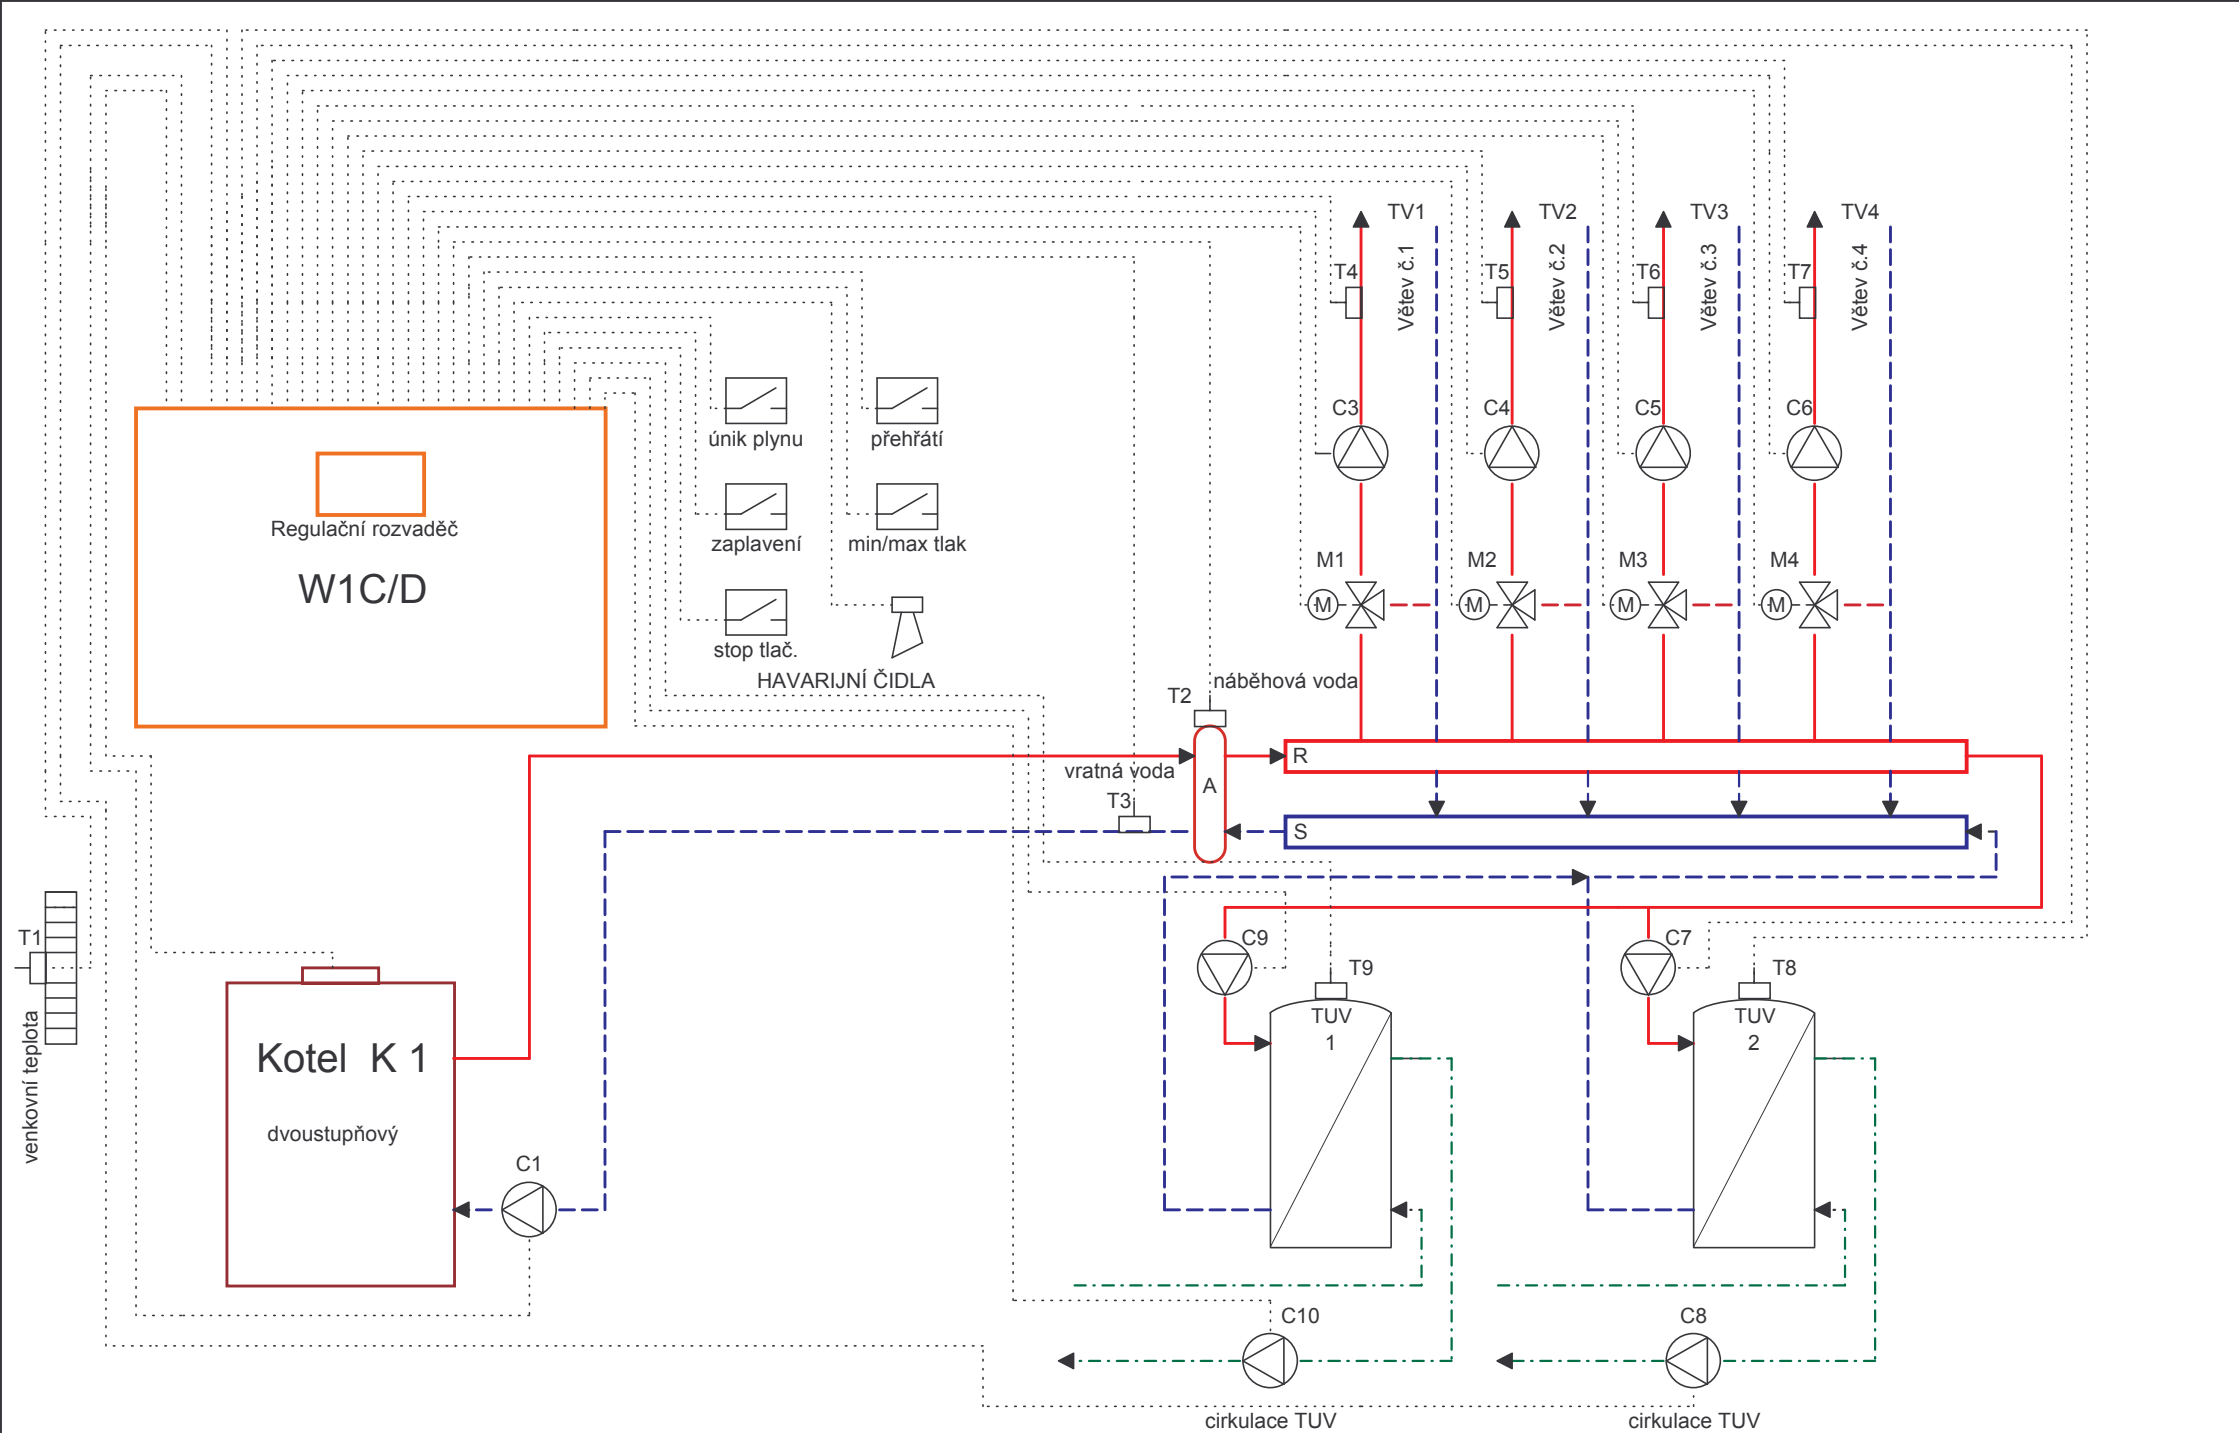 TV1
TV2
TV3
TV4
Větev č.1
Větev č.2
Větev č.3
Větev č.4
T4
T5
T6
T7
C3
C4
C5
C6
únik plynu
přehřátí
Regulační rozvaděč
W1C/D
zaplavení
min/max tlak
M1
M2
M3
M4
M
M
M
M
stop tlač.
HAVARIJNÍ ČIDLA
T2
náběhová voda
R
vratná voda
A
T3
S
T1
venkovní teplota
C9
C7
T9
T8
TUV
1
TUV
2
Kotel K 1
dvoustupňový
C1
C10
C8
cirkulace TUV
cirkulace TUV